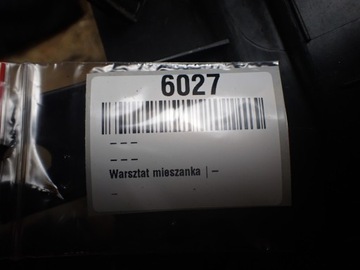 6027
– – –
– – –
Warsztat mieszanka | –
–